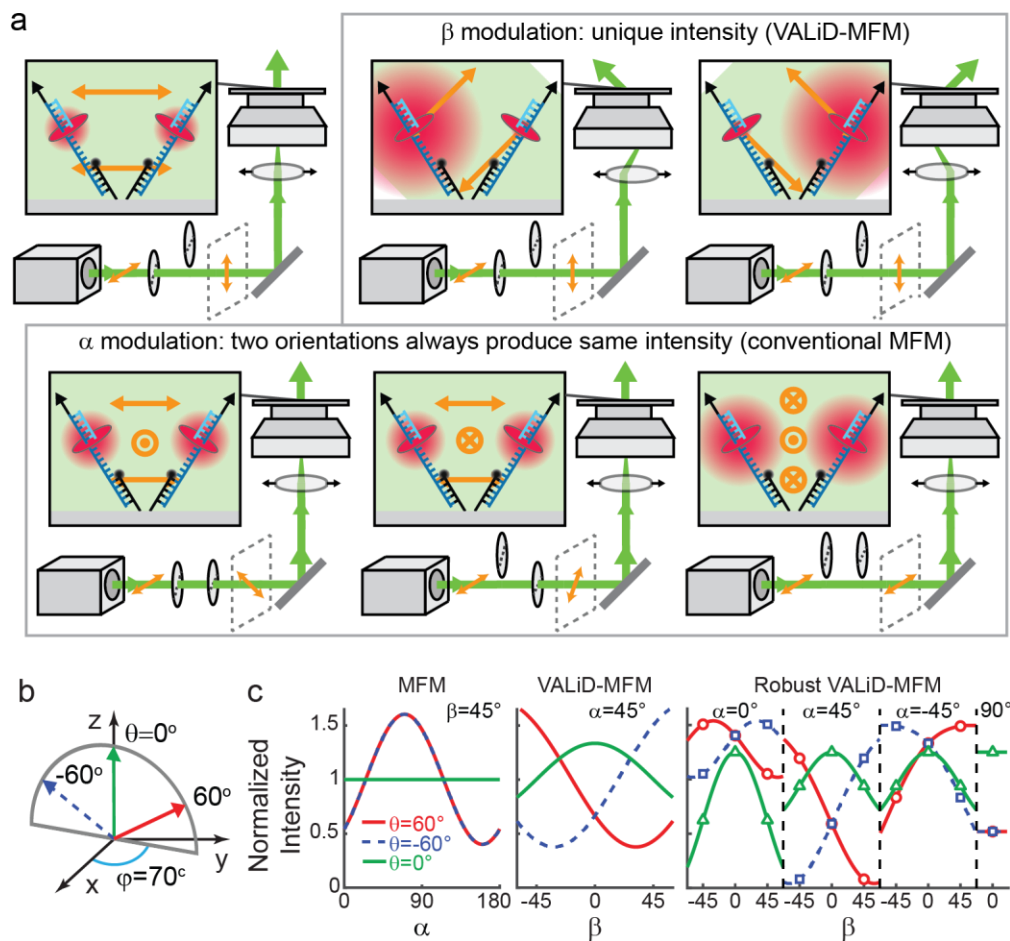 a
β modulation: unique intensity (VALiD-MFM)
α modulation: two orientations always produce same intensity (conventional MFM)
b
z
θ=0°
-60°
60°
y
x
φ=70°
c
MFM
VALiD-MFM
Robust VALiD-MFM
β=45°
α=45°
α=0°
α=45°
α=-45°
90°
Normalized
Intensity
1.5
1
0.5
0
θ=60°
θ=-60°
θ=0°
0
90
180
-45
0
45
-45
0
45
-45
0
45
-45
0
45
0
α
β
β